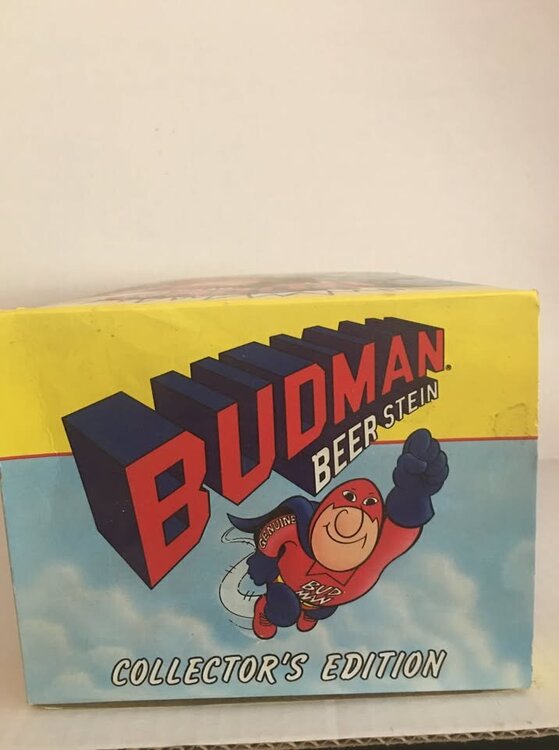 BUDMAN®
BEER STEIN
GENUINE
BUD
MAN
COLLECTOR'S EDITION